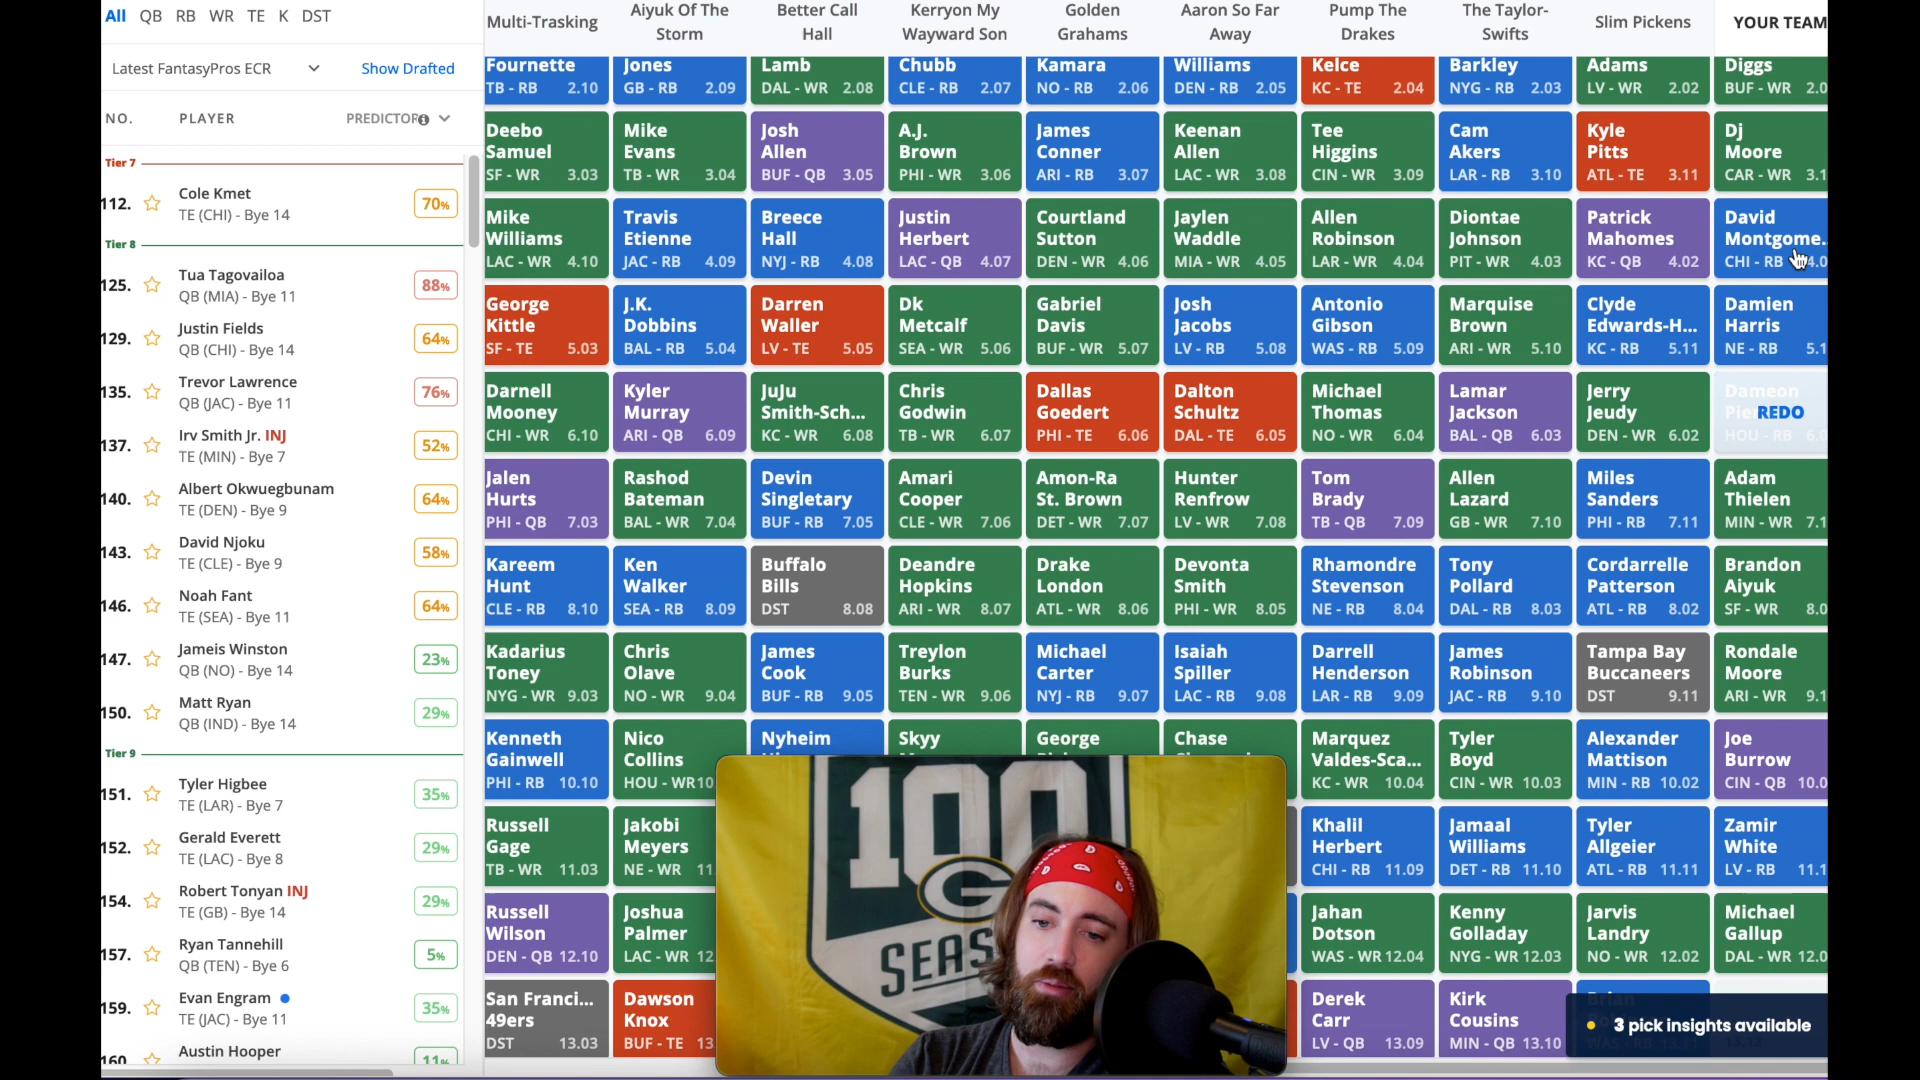 All QB RB WR TE K DST
Latest FantasyPros ECR Show Drafted
NO. PLAYER PREDICTOR
Tier 7
112. Cole Kmet 70%
TE (CHI) - Bye 14
Tier 8
125. Tua Tagovailoa 88%
QB (MIA) - Bye 11
129. Justin Fields 64%
QB (CHI) - Bye 14
135. Trevor Lawrence 76%
QB (JAC) - Bye 11
137. Irv Smith Jr. INJ 52%
TE (MIN) - Bye 7
140. Albert Okwuegbunam 64%
TE (DEN) - Bye 9
143. David Njoku 58%
TE (CLE) - Bye 9
146. Noah Fant 64%
TE (SEA) - Bye 11
147. Jameis Winston 23%
QB (NO) - Bye 14
150. Matt Ryan 29%
QB (IND) - Bye 14
Tier 9
151. Tyler Higbee 35%
TE (LAR) - Bye 7
152. Gerald Everett 29%
TE (LAC) - Bye 8
154. Robert Tonyan INJ 29%
TE (GB) - Bye 14
157. Ryan Tannehill 5%
QB (TEN) - Bye 6
159. Evan Engram 35%
TE (JAC) - Bye 11
160. Austin Hooper 11%
Multi-Trasking Aiyuk Of The Better Call Kerryon My Golden Aaron So Far Pump The The Taylor- Slim Pickens YOUR TEAM
Storm Hall Wayward Son Grahams Away Drakes Swifts
Fournette Jones Lamb Chubb Kamara Williams Kelce Barkley Adams Diggs
TB - RB 2.10 GB - RB 2.09 DAL - WR 2.08 CLE - RB 2.07 NO - RB 2.06 DEN - RB 2.05 KC - TE 2.04 NYG - RB 2.03 LV - WR 2.02 BUF - WR 2.0
Deebo Mike Josh A.J. James Keenan Tee Cam Kyle Dj
Samuel Evans Allen Brown Conner Allen Higgins Akers Pitts Moore
SF - WR 3.03 TB - WR 3.04 BUF - QB 3.05 PHI - WR 3.06 ARI - RB 3.07 LAC - WR 3.08 CIN - WR 3.09 LAR - RB 3.10 ATL - TE 3.11 CAR - WR 3.1
Mike Travis Breece Justin Courtland Jaylen Allen Diontae Patrick David
Williams Etienne Hall Herbert Sutton Waddle Robinson Johnson Mahomes Montgome..
LAC - WR 4.10 JAC - RB 4.09 NYJ - RB 4.08 LAC - QB 4.07 DEN - WR 4.06 MIA - WR 4.05 LAR - WR 4.04 PIT - WR 4.03 KC - QB 4.02 CHI - RB 4.0
George J.K. Darren Dk Gabriel Josh Antonio Marquise Clyde Damien
Kittle Dobbins Waller Metcalf Davis Jacobs Gibson Brown Edwards-H... Harris
SF - TE 5.03 BAL - RB 5.04 LV - TE 5.05 SEA - WR 5.06 BUF - WR 5.07 LV - RB 5.08 WAS - RB 5.09 ARI - WR 5.10 KC - RB 5.11 NE - RB 5.1
Darnell Kyler JuJu Chris Dallas Dalton Michael Lamar Jerry Dameon
Mooney Murray Smith-Sch... Godwin Goedert Schultz Thomas Jackson Jeudy REDO
CHI - WR 6.10 ARI - QB 6.09 KC - WR 6.08 TB - WR 6.07 PHI - TE 6.06 DAL - TE 6.05 NO - WR 6.04 BAL - QB 6.03 DEN - WR 6.02 HOU - RB 6.0
Jalen Rashod Devin Amari Amon-Ra Hunter Tom Allen Miles Adam
Hurts Bateman Singletary Cooper St. Brown Renfrow Brady Lazard Sanders Thielen
PHI - QB 7.03 BAL - WR 7.04 BUF - RB 7.05 CLE - WR 7.06 DET - WR 7.07 LV - WR 7.08 TB - QB 7.09 GB - WR 7.10 PHI - RB 7.11 MIN - WR 7.1
Kareem Ken Buffalo Deandre Drake Devonta Rhamondre Tony Cordarrelle Brandon
Hunt Walker Bills Hopkins London Smith Stevenson Pollard Patterson Aiyuk
CLE - RB 8.10 SEA - RB 8.09 DST 8.08 ARI - WR 8.07 ATL - WR 8.06 PHI - WR 8.05 NE - RB 8.04 DAL - RB 8.03 ATL - RB 8.02 SF - WR 8.0
Kadarius Chris James Treylon Michael Isaiah Darrell James Tampa Bay Rondale
Toney Olave Cook Burks Carter Spiller Henderson Robinson Buccaneers Moore
NYG - WR 9.03 NO - WR 9.04 BUF - RB 9.05 TEN - WR 9.06 NYJ - RB 9.07 LAC - RB 9.08 LAR - RB 9.09 JAC - RB 9.10 DST 9.11 ARI - WR 9.1
Kenneth Nico Nyheim Skyy George Chase Marquez Tyler Alexander Joe
Gainwell Collins Valdes-Sca... Boyd Mattison Burrow
PHI - RB 10.10 HOU - WR 10 KC - WR 10.04 CIN - WR 10.03 MIN - RB 10.02 CIN - QB 10.0
Russell Jakobi Khalil Jamaal Tyler Zamir
Gage Meyers Herbert Williams Allgeier White
TB - WR 11.03 NE - WR 11 CHI - RB 11.09 DET - RB 11.10 ATL - RB 11.11 LV - RB 11.1
Russell Joshua Jahan Kenny Jarvis Michael
Wilson Palmer Dotson Golladay Landry Gallup
DEN - QB 12.10 LAC - WR 12 WAS - WR 12.04 NYG - WR 12.03 NO - WR 12.02 DAL - WR 12.0
San Franci... Dawson Derek Kirk Brian
49ers Knox Carr Cousins
DST 13.03 BUF - TE 13 LV - QB 13.09 MIN - QB 13.10
3 pick insights available
100
G
SEAS